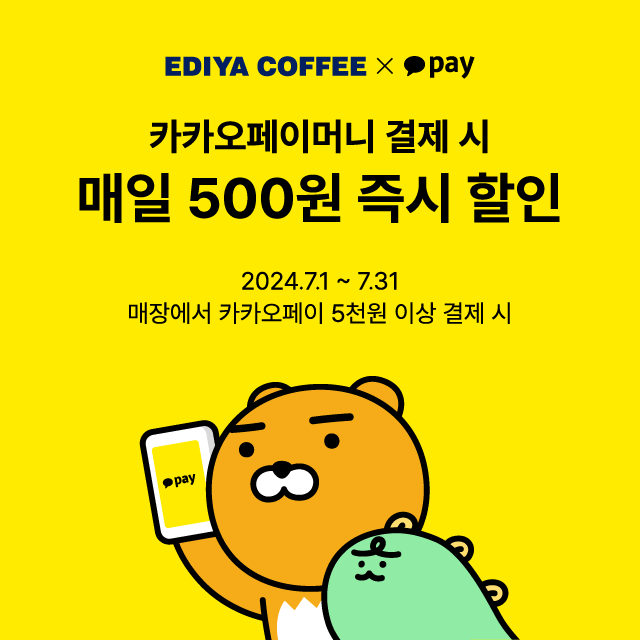 EDIYA COFFEE × pay
카카오페이머니 결제 시
매일 500원 즉시 할인
2024.7.1 ~ 7.31
매장에서 카카오페이 5천원 이상 결제 시
pay